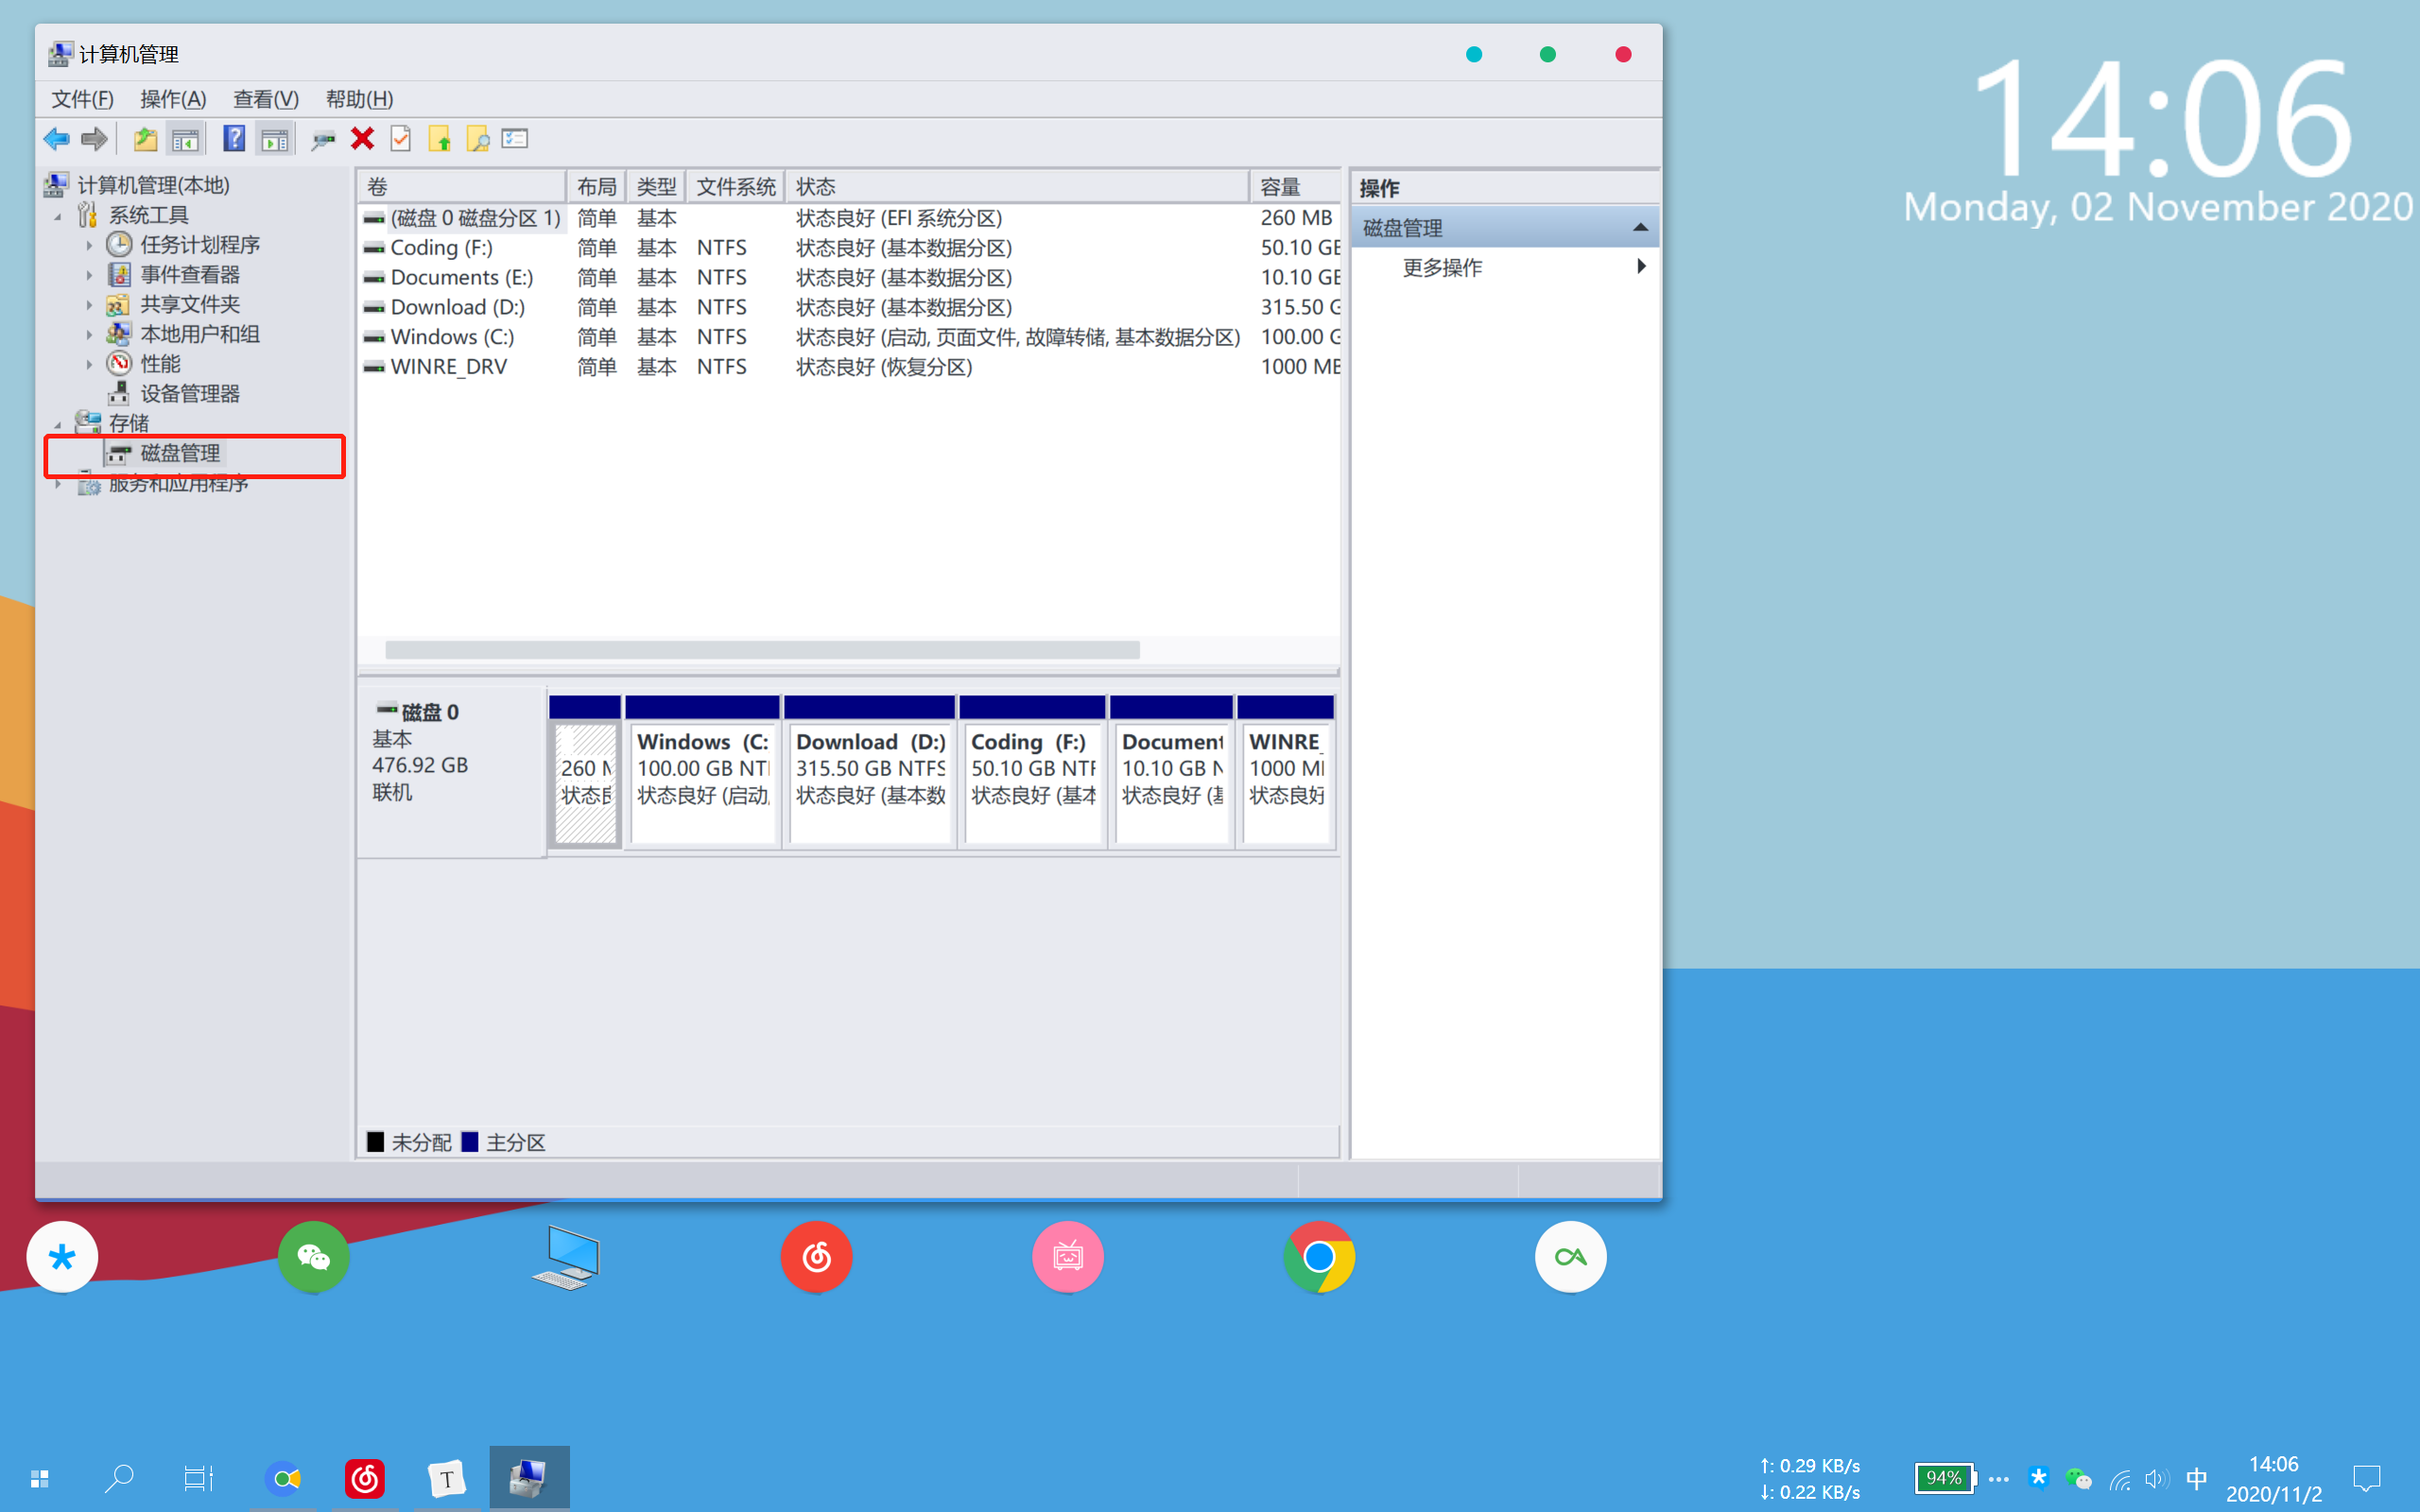 计算机管理
文件(F) 操作(A) 查看(V) 帮助(H)
计算机管理(本地)
系统工具
任务计划程序
事件查看器
共享文件夹
本地用户和组
性能
设备管理器
存储
磁盘管理
服务和应用程序
卷 布局 类型 文件系统 状态 容量
(磁盘 0 磁盘分区 1) 简单 基本 状态良好 (EFI 系统分区) 260 MB
Coding (F:) 简单 基本 NTFS 状态良好 (基本数据分区) 50.10 GB
Documents (E:) 简单 基本 NTFS 状态良好 (基本数据分区) 10.10 GB
Download (D:) 简单 基本 NTFS 状态良好 (基本数据分区) 315.50 G
Windows (C:) 简单 基本 NTFS 状态良好 (启动, 页面文件, 故障转储, 基本数据分区) 100.00 G
WINRE_DRV 简单 基本 NTFS 状态良好 (恢复分区) 1000 MB
磁盘 0
基本
476.92 GB
联机
260 M
状态良
Windows (C:
100.00 GB NTI
状态良好 (启动,
Download (D:)
315.50 GB NTFS
状态良好 (基本数
Coding (F:)
50.10 GB NTF
状态良好 (基本
Document
10.10 GB N
状态良好 (基
WINRE_
1000 MI
状态良好
未分配 主分区
操作
磁盘管理
更多操作
14:06
Monday, 02 November 2020
T
↑: 0.29 KB/s
↓: 0.22 KB/s
94%
中
14:06
2020/11/2